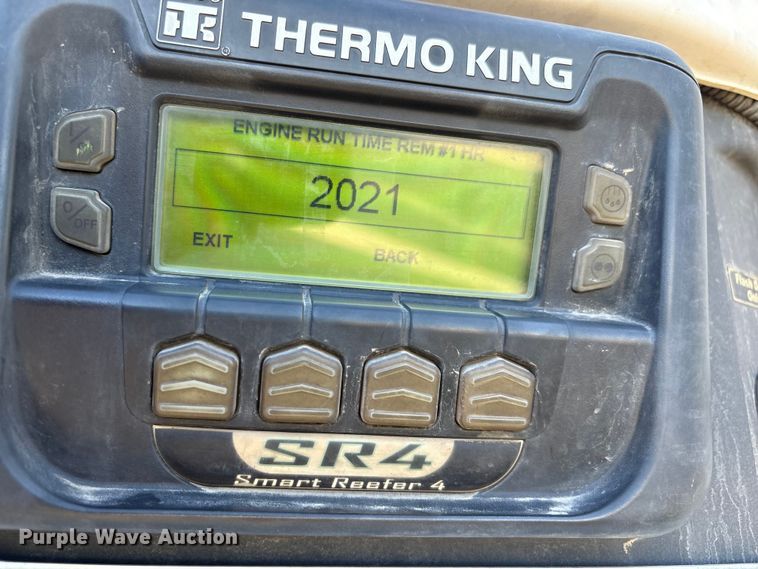 TK
THERMO KING
ENGINE RUN TIME REM #1 HR
2021
EXIT
BACK
O/OFF
SR4
Smart Reefer 4
Purple Wave Auction